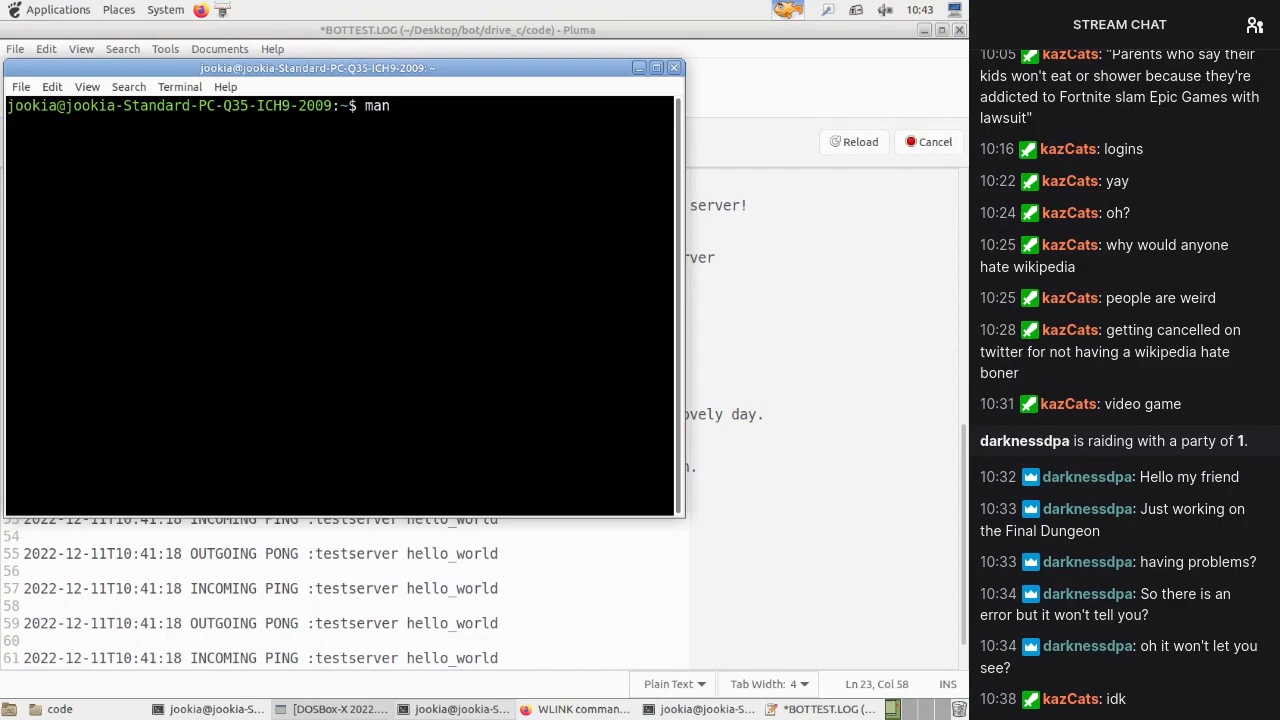 Applications Places System 10:43
*BOTTEST.LOG (~/Desktop/bot/drive_c/code) - Pluma
File Edit View Search Tools Documents Help
jookia@jookia-Standard-PC-Q35-ICH9-2009: ~
File Edit View Search Terminal Help
jookia@jookia-Standard-PC-Q35-ICH9-2009:~$ man
Reload Cancel
server!
rver
ovely day.
n.
53 2022-12-11T10:41:18 INCOMING PING :testserver hello_world
54
55 2022-12-11T10:41:18 OUTGOING PONG :testserver hello_world
56
57 2022-12-11T10:41:18 INCOMING PING :testserver hello_world
58
59 2022-12-11T10:41:18 OUTGOING PONG :testserver hello_world
60
61 2022-12-11T10:41:18 INCOMING PING :testserver hello_world
Plain Text Tab Width: 4 Ln 23, Col 58 INS
code jookia@jookia-S... [DOSBox-X 2022... jookia@jookia-S... WLINK comman... jookia@jookia-S... *BOTTEST.LOG (...
STREAM CHAT
10:05 kazCats: "Parents who say their
kids won't eat or shower because they're
addicted to Fortnite slam Epic Games with
lawsuit"
10:16 kazCats: logins
10:22 kazCats: yay
10:24 kazCats: oh?
10:25 kazCats: why would anyone
hate wikipedia
10:25 kazCats: people are weird
10:28 kazCats: getting cancelled on
twitter for not having a wikipedia hate
boner
10:31 kazCats: video game
darknessdpa is raiding with a party of 1.
10:32 darknessdpa: Hello my friend
10:33 darknessdpa: Just working on
the Final Dungeon
10:33 darknessdpa: having problems?
10:34 darknessdpa: So there is an
error but it won't tell you?
10:34 darknessdpa: oh it won't let you
see?
10:38 kazCats: idk